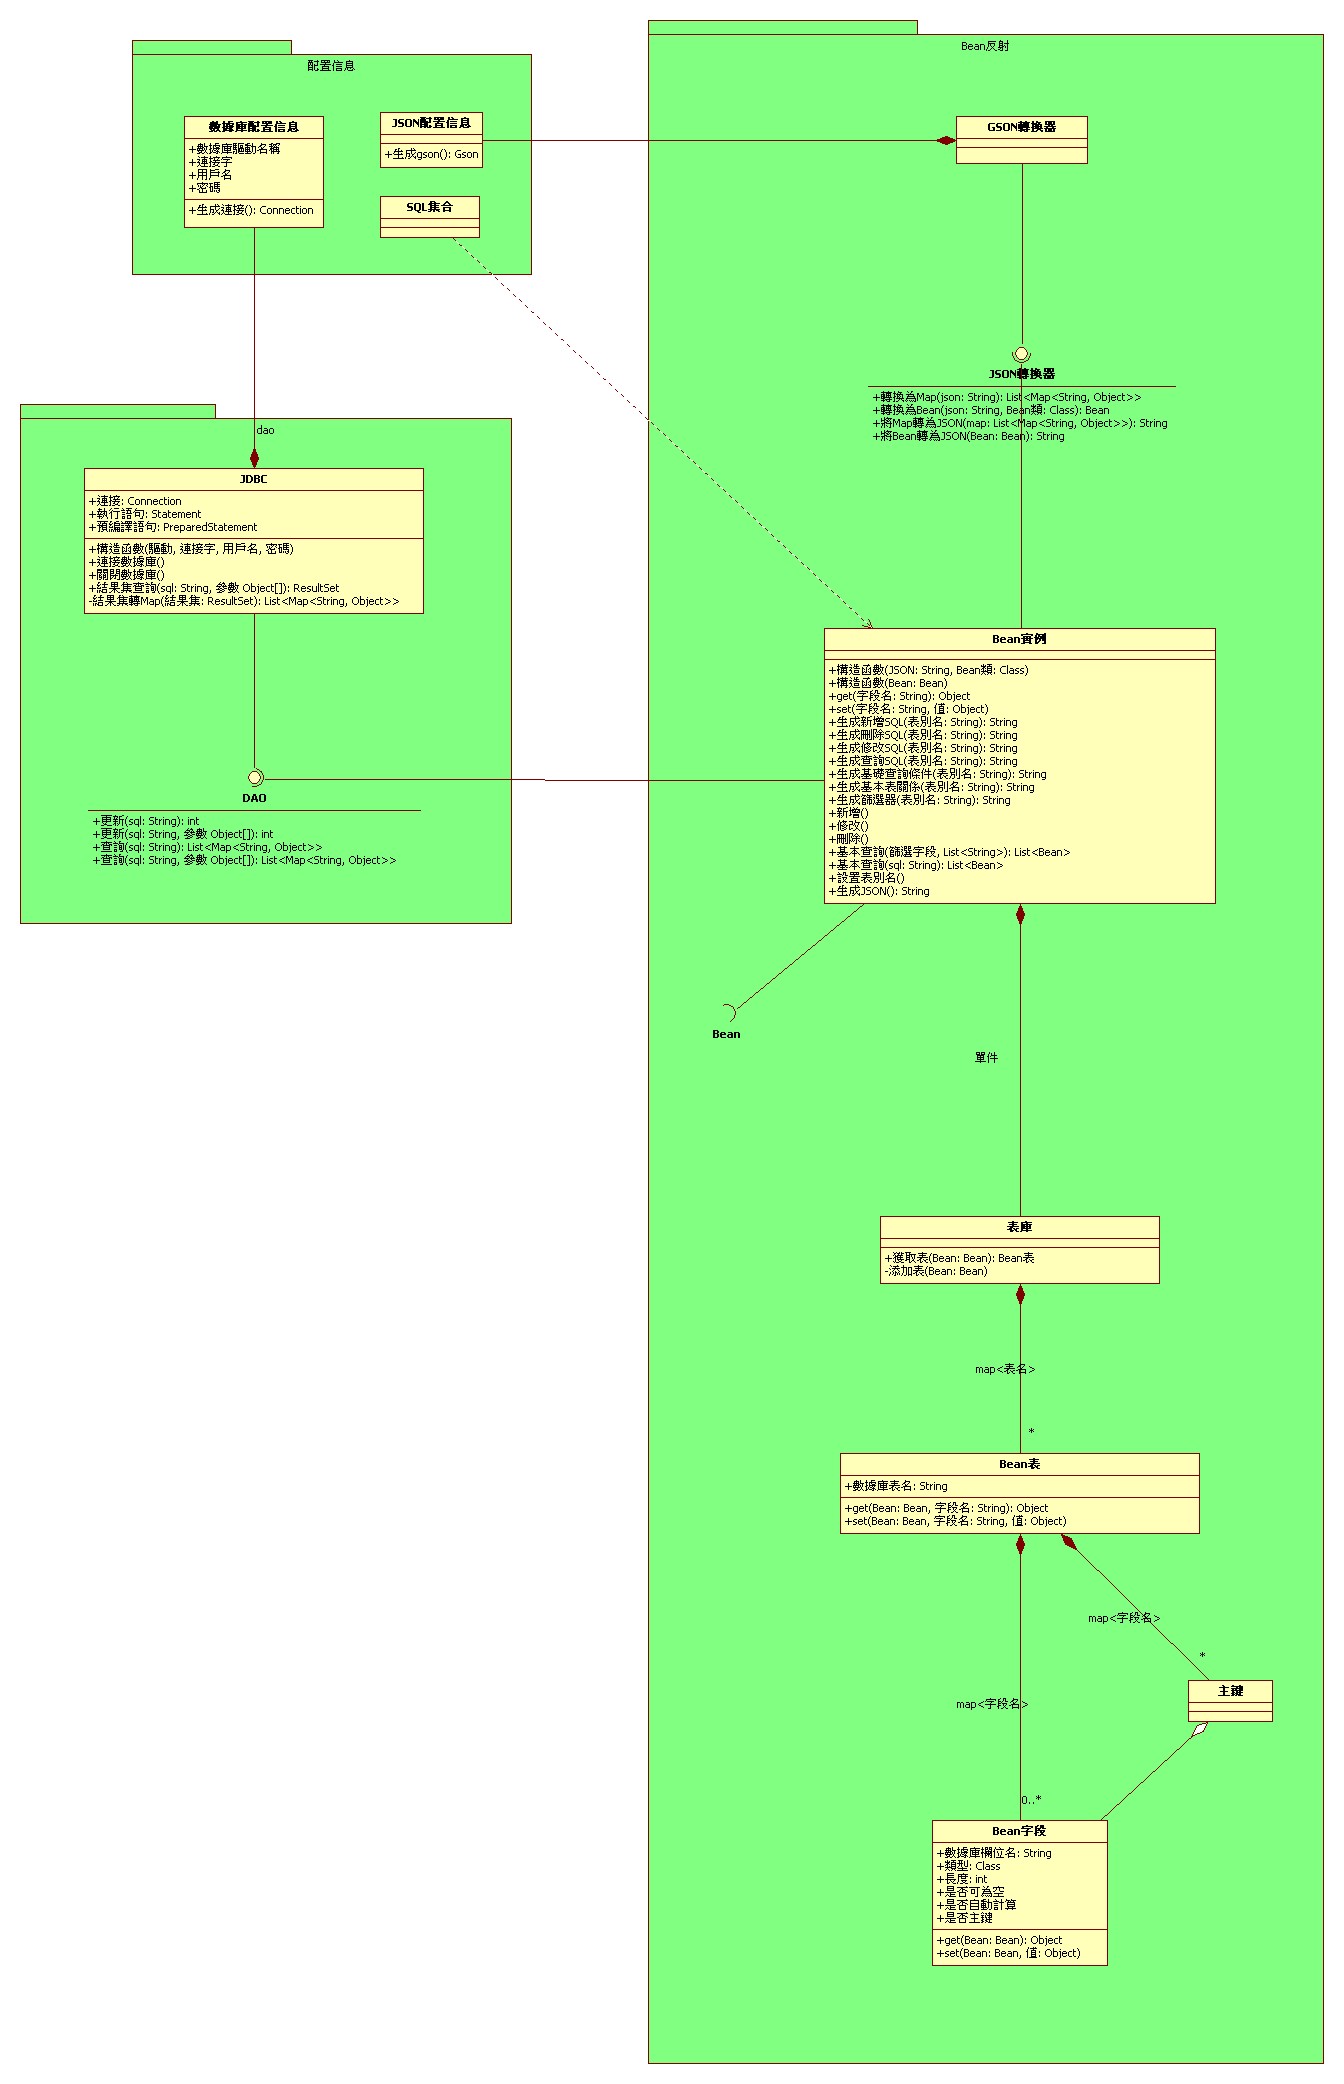 配置信息
數據庫配置信息
+數據庫驅動名稱
+連接字
+用戶名
+密碼
+生成連接(): Connection
JSON配置信息
+生成gson(): Gson
SQL集合
dao
JDBC
+連接: Connection
+執行語句: Statement
+預編譯語句: PreparedStatement
+構造函數(驅動, 連接字, 用戶名, 密碼)
+連接數據庫()
+關閉數據庫()
+結果集查詢(sql: String, 參數 Object[]): ResultSet
-結果集轉Map(結果集: ResultSet): List<Map<String, Object>>
DAO
+更新(sql: String): int
+更新(sql: String, 參數 Object[]): int
+查詢(sql: String): List<Map<String, Object>>
+查詢(sql: String, 參數 Object[]): List<Map<String, Object>>
Bean反射
GSON轉換器
JSON轉換器
+轉換為Map(json: String): List<Map<String, Object>>
+轉換為Bean(json: String, Bean類: Class): Bean
+將Map轉為JSON(map: List<Map<String, Object>>): String
+將Bean轉為JSON(Bean: Bean): String
Bean實例
+構造函數(JSON: String, Bean類: Class)
+構造函數(Bean: Bean)
+get(字段名: String): Object
+set(字段名: String, 值: Object)
+生成新增SQL(表別名: String): String
+生成刪除SQL(表別名: String): String
+生成修改SQL(表別名: String): String
+生成查詢SQL(表別名: String): String
+生成基礎查詢條件(表別名: String): String
+生成基本表關係(表別名: String): String
+生成篩選器(表別名: String): String
+新增()
+修改()
+刪除()
+基本查詢(篩選字段, List<String>): List<Bean>
+基本查詢(sql: String): List<Bean>
+設置表別名()
+生成JSON(): String
Bean
單件
表庫
+獲取表(Bean: Bean): Bean表
-添加表(Bean: Bean)
map<表名>
*
Bean表
+數據庫表名: String
+get(Bean: Bean, 字段名: String): Object
+set(Bean: Bean, 字段名: String, 值: Object)
map<字段名>
*
主鍵
map<字段名>
0..*
Bean字段
+數據庫欄位名: String
+類型: Class
+長度: int
+是否可為空
+是否自動計算
+是否主鍵
+get(Bean: Bean): Object
+set(Bean: Bean, 值: Object)